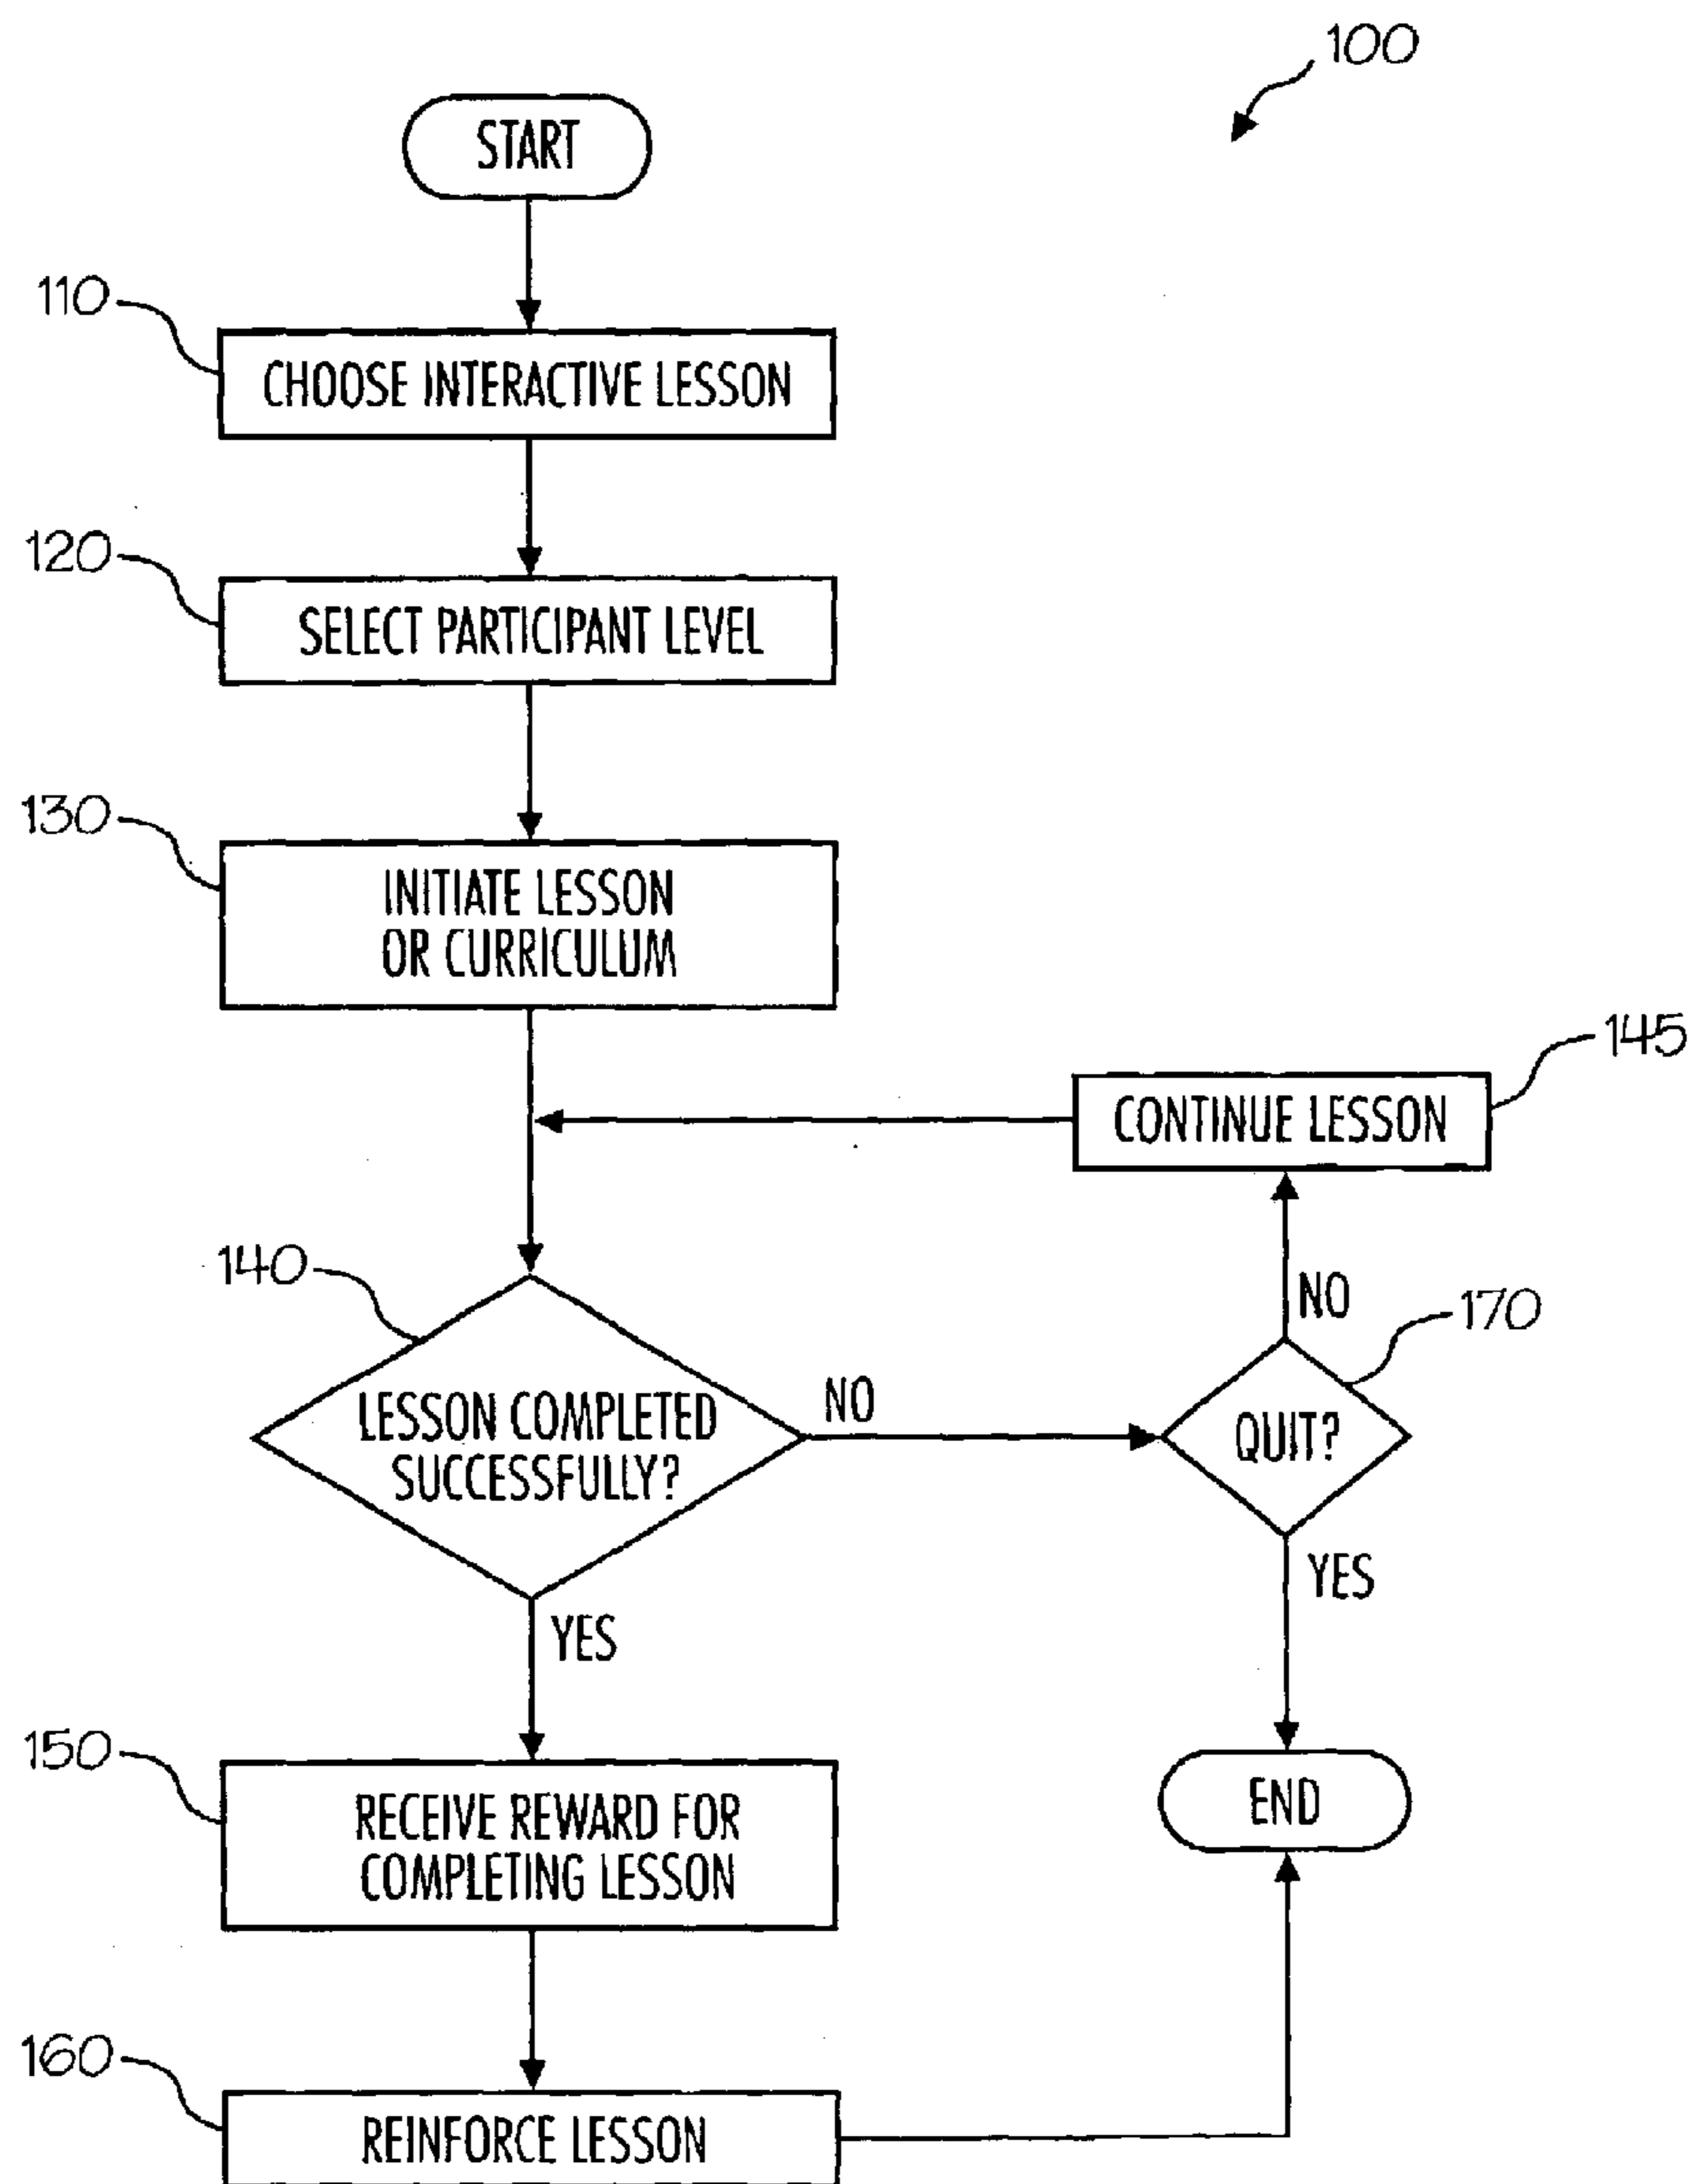 100
START
110
CHOOSE INTERACTIVE LESSON
120
SELECT PARTICIPANT LEVEL
130
INITIATE LESSON
OR CURRICULUM
145
CONTINUE LESSON
140
NO
170
LESSON COMPLETED
SUCCESSFULLY?
NO
QUIT?
YES
YES
150
RECEIVE REWARD FOR
COMPLETING LESSON
END
160
REINFORCE LESSON